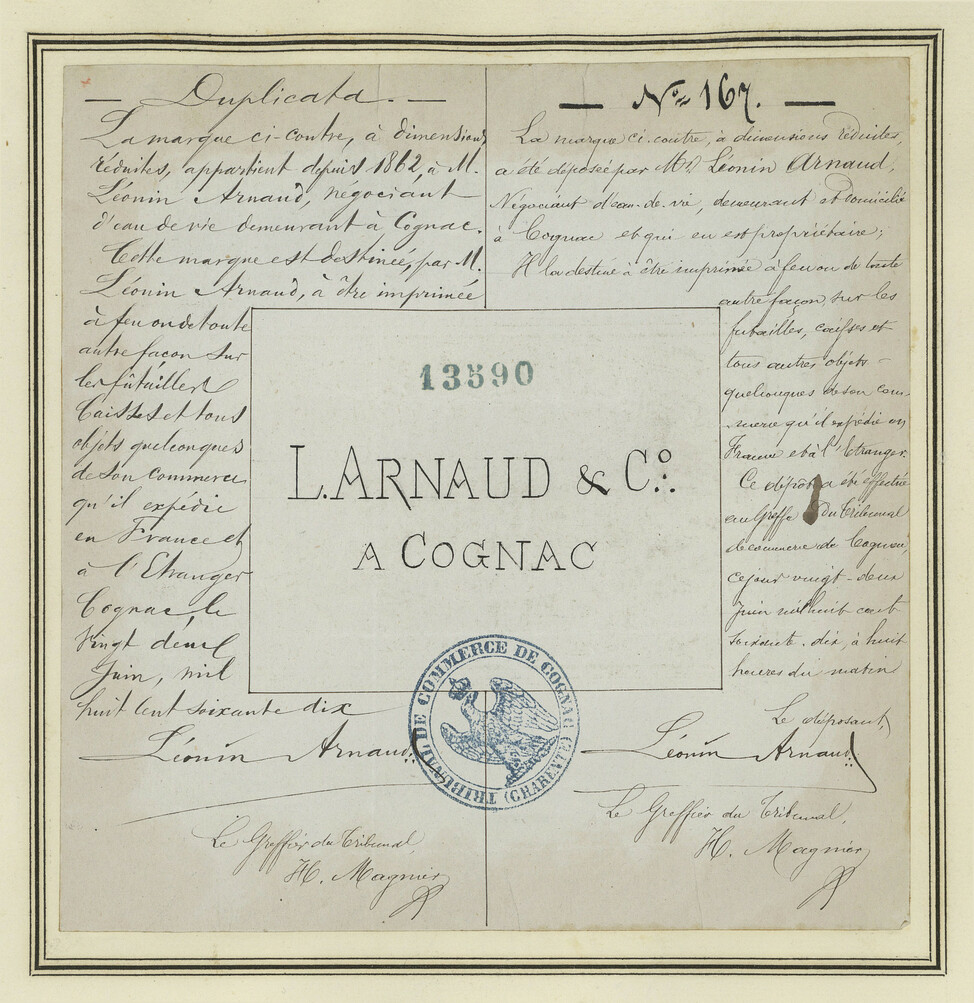 — Duplicata. —
La marque ci-contre, à dimensions
réduites, appartient depuis 1862, à M.
Léonin Arnaud, négociant
d'eau de vie demeurant à Cognac.
Cette marque est destinée, par M.
Léonin Arnaud, à être imprimée
à feu ou de toute
autre facon sur
les fûtailles
Caisses et tous
objets quelconques
de son commerce
qu'il expédie
en France et
à l'Etranger
Cognac, le
Vingt deux
Juin, mil
huit cent soixante dix
Léonin Arnaud
Le Greffier du Tribunal,
H. Magnier
— No 167. —
La marque ci-contre, à dimensions réduites,
a été déposée par Mr. Léonin Arnaud,
Négociant d'eau-de-vie, demeurant et domicilié
à Cognac et qui en est propriétaire;
Il la destine à être imprimée à feu ou de toute
autre façon, sur les
futailles, caisses et
tous autres objets
quelconques de son com-
merce qu'il expédie en
France et à l'Etranger.
Ce dépôt a été effectué
au Greffe du Tribunal
de commerce de Cognac,
ce jour vingt-deux
juin mil huit cent
soixante-dix, à huit
heures du matin
Le déposant,
Léonin Arnaud
Le Greffier du Tribunal,
H. Magnier
13590
L. ARNAUD & Co.
A COGNAC
TRIBUNAL DE COMMERCE DE COGNAC (CHARENTE)